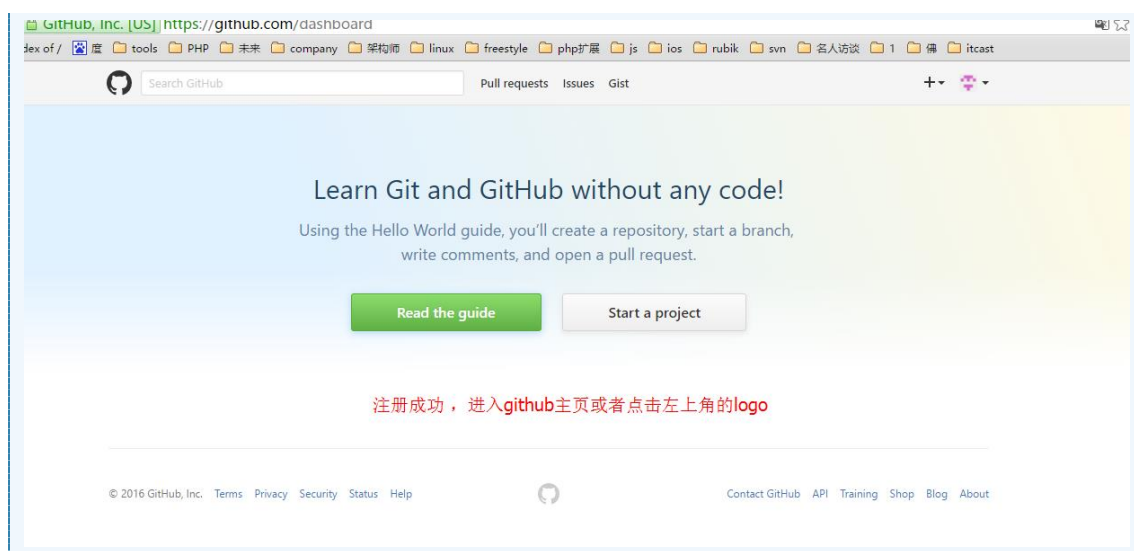 GitHub, Inc. [US] https://github.com/dashboard
dex of / 度 tools PHP 未来 company 架构师 linux freestyle php扩展 js ios rubik svn 名人访谈 1 佛 itcast
Search GitHub Pull requests Issues Gist
Learn Git and GitHub without any code!
Using the Hello World guide, you’ll create a repository, start a branch,
write comments, and open a pull request.
Read the guide Start a project
注册成功 ，进入github主页或者点击左上角的logo
© 2016 GitHub, Inc. Terms Privacy Security Status Help Contact GitHub API Training Shop Blog About